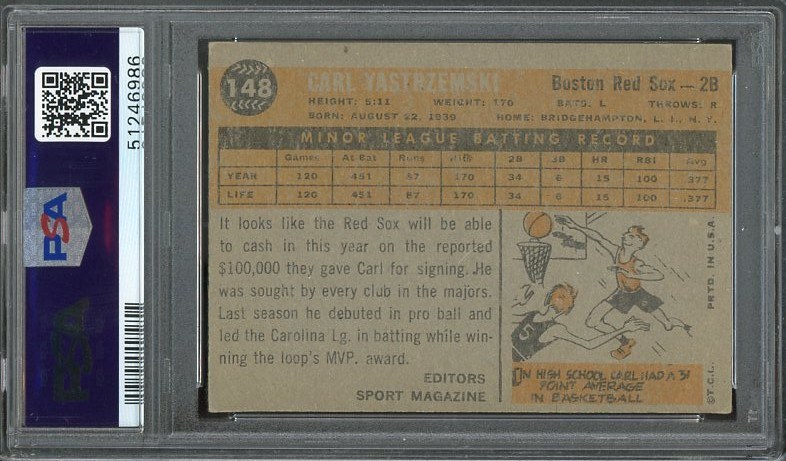 51246986
PSA
PSA
148
CARL YASTRZEMSKI
Boston Red Sox — 2B
HEIGHT: 5:11 WEIGHT: 170 BATS: L THROWS: R
BORN: AUGUST 22, 1939 HOME: BRIDGEHAMPTON, L. I., N. Y.
MINOR LEAGUE BATTING RECORD
Games At Bat Runs Hits 2B 3B HR RBI Avg
YEAR 120 451 87 170 34 6 15 100 .377
LIFE 120 451 87 170 34 6 15 100 .377
It looks like the Red Sox will be able
to cash in this year on the reported
$100,000 they gave Carl for signing. He
was sought by every club in the majors.
Last season he debuted in pro ball and
led the Carolina Lg. in batting while win-
ning the loop's MVP. award.
EDITORS
SPORT MAGAZINE
5
IN HIGH SCHOOL CARL HAD A 37
POINT AVERAGE
IN BASKETBALL
©T.C.I. PRTD. IN U.S.A.